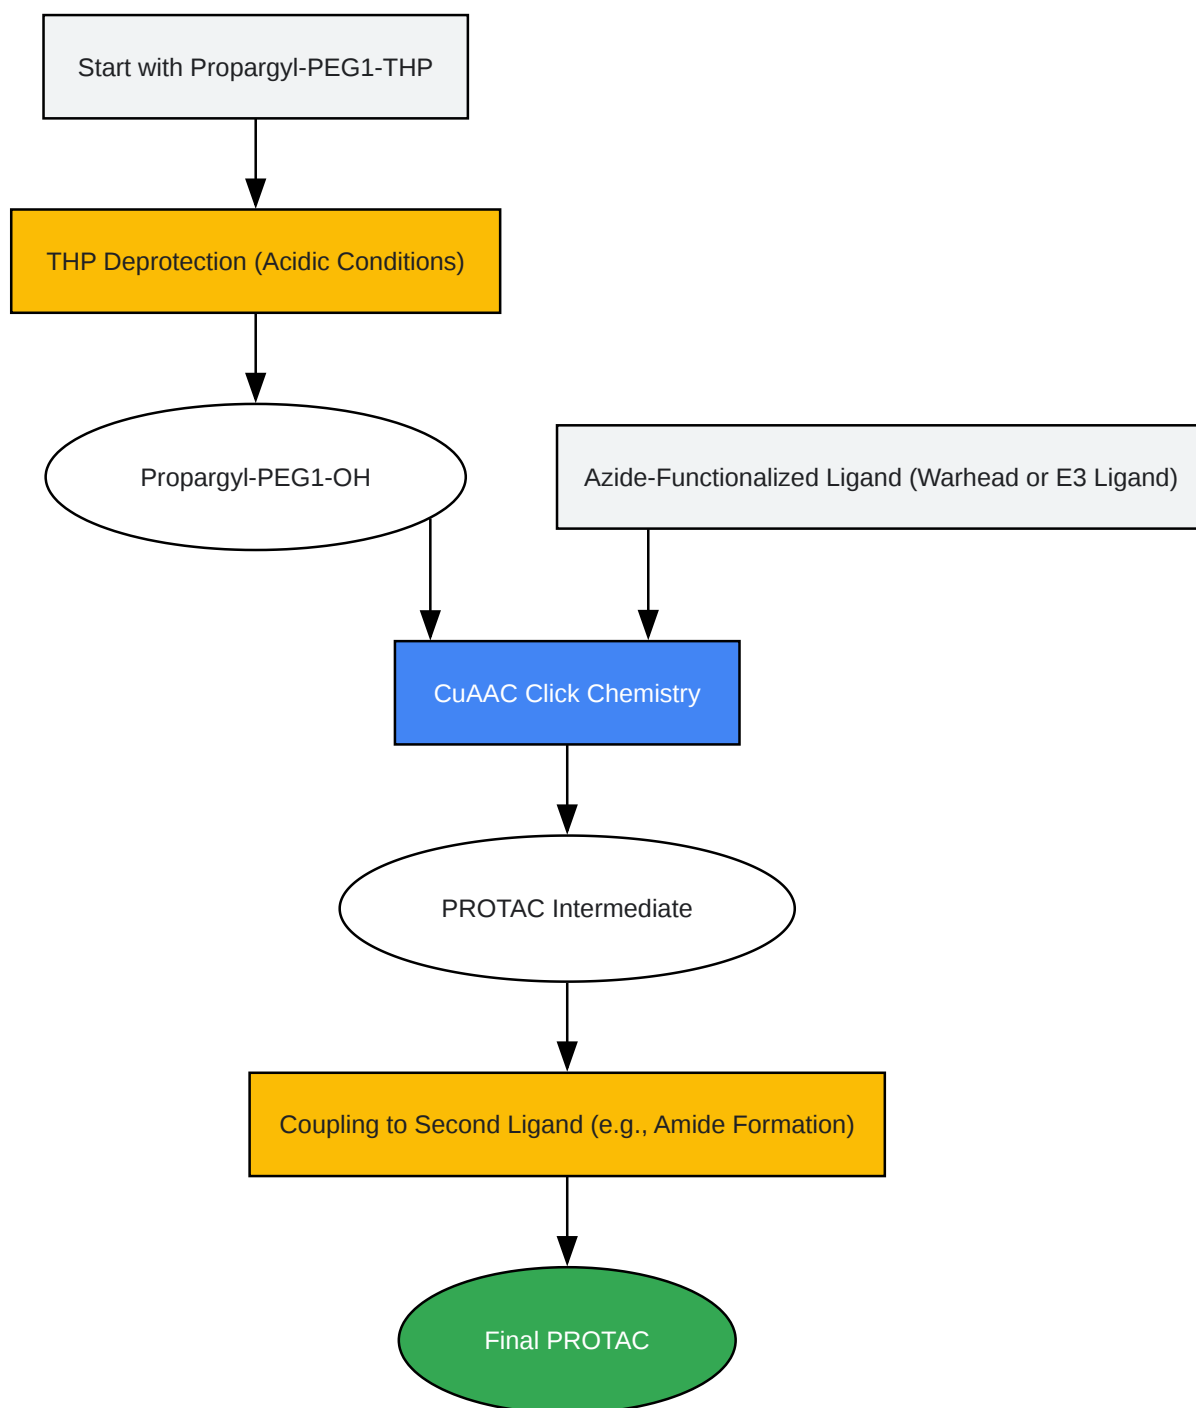 Start with Propargyl-PEG1-THP
THP Deprotection (Acidic Conditions)
Propargyl-PEG1-OH
Azide-Functionalized Ligand (Warhead or E3 Ligand)
CuAAC Click Chemistry
PROTAC Intermediate
Coupling to Second Ligand (e.g., Amide Formation)
Final PROTAC